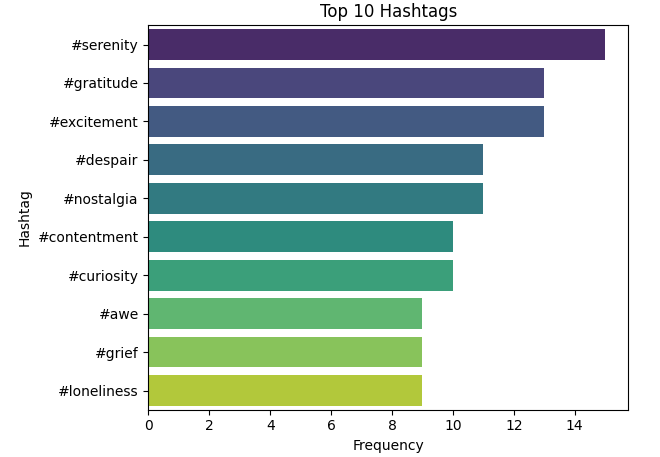 Top 10 Hashtags
Hashtag
#serenity
#gratitude
#excitement
#despair
#nostalgia
#contentment
#curiosity
#awe
#grief
#loneliness
0 2 4 6 8 10 12 14
Frequency